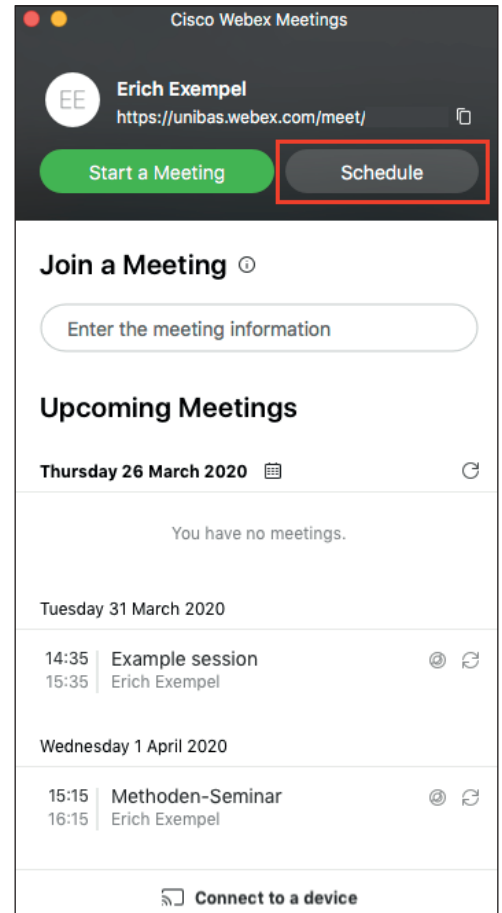 Cisco Webex Meetings
EE
Erich Exempel
https://unibas.webex.com/meet/
Start a Meeting
Schedule
Join a Meeting
Enter the meeting information
Upcoming Meetings
Thursday 26 March 2020
You have no meetings.
Tuesday 31 March 2020
14:35 Example session
15:35 Erich Exempel
Wednesday 1 April 2020
15:15 Methoden-Seminar
16:15 Erich Exempel
Connect to a device